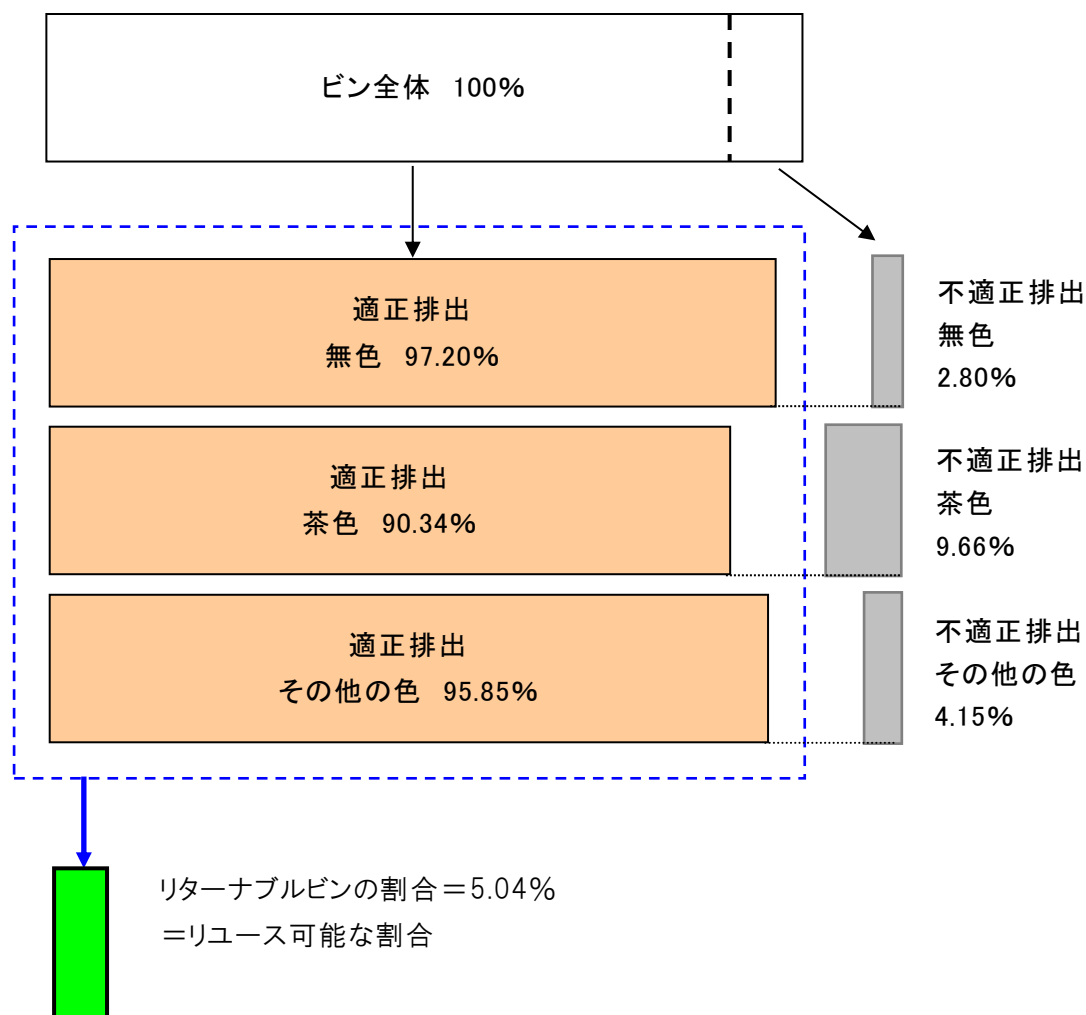 ビン全体 100%
適正排出
無色 97.20%
不適正排出
無色
2.80%
適正排出
茶色 90.34%
不適正排出
茶色
9.66%
適正排出
その他の色 95.85%
不適正排出
その他の色
4.15%
リターナブルビンの割合＝5.04%
＝リユース可能な割合